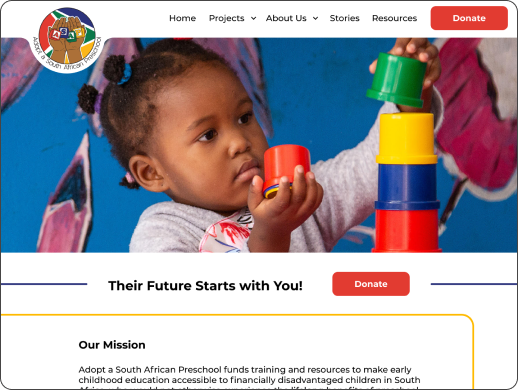 Home Projects About Us Stories Resources Donate
ASAP
Adopt a South African Preschool
Their Future Starts with You! Donate
Our Mission
Adopt a South African Preschool funds training and resources to make early
childhood education accessible to financially disadvantaged children in South